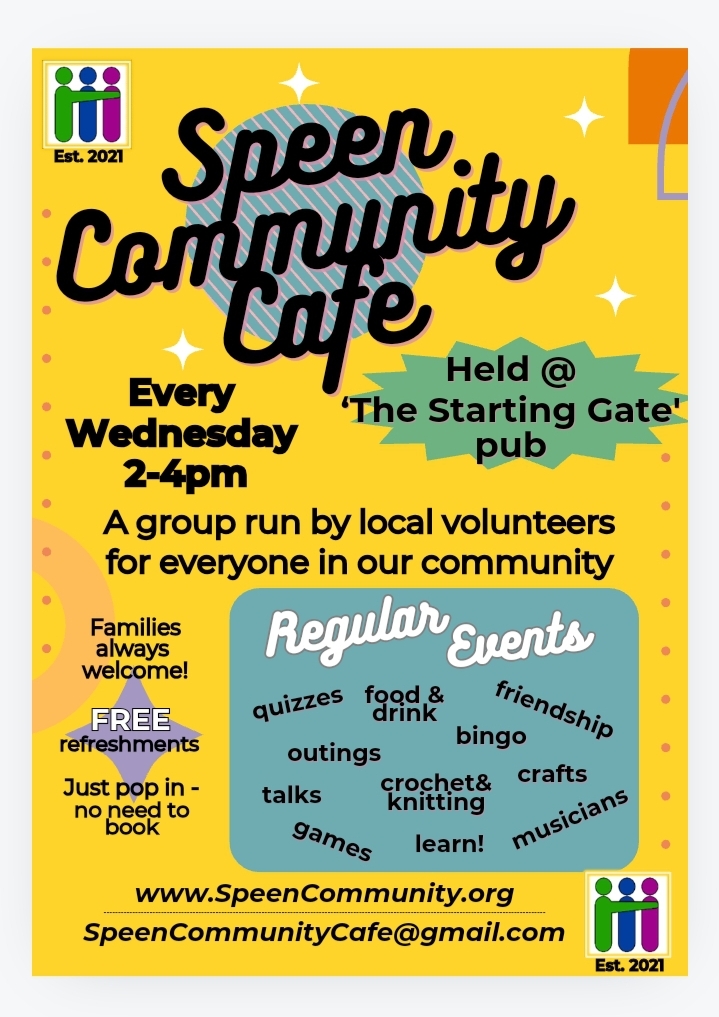 Est. 2021
Speen
Community
Cafe
Every
Wednesday
2-4pm
Held @
‘The Starting Gate'
pub
A group run by local volunteers
for everyone in our community
Families
always
welcome!
FREE
refreshments
Just pop in -
no need to
book
Regular Events
quizzes
food &
drink
friendship
bingo
outings
crafts
talks
crochet&
knitting
musicians
games
learn!
www.SpeenCommunity.org
SpeenCommunityCafe@gmail.com
Est. 2021